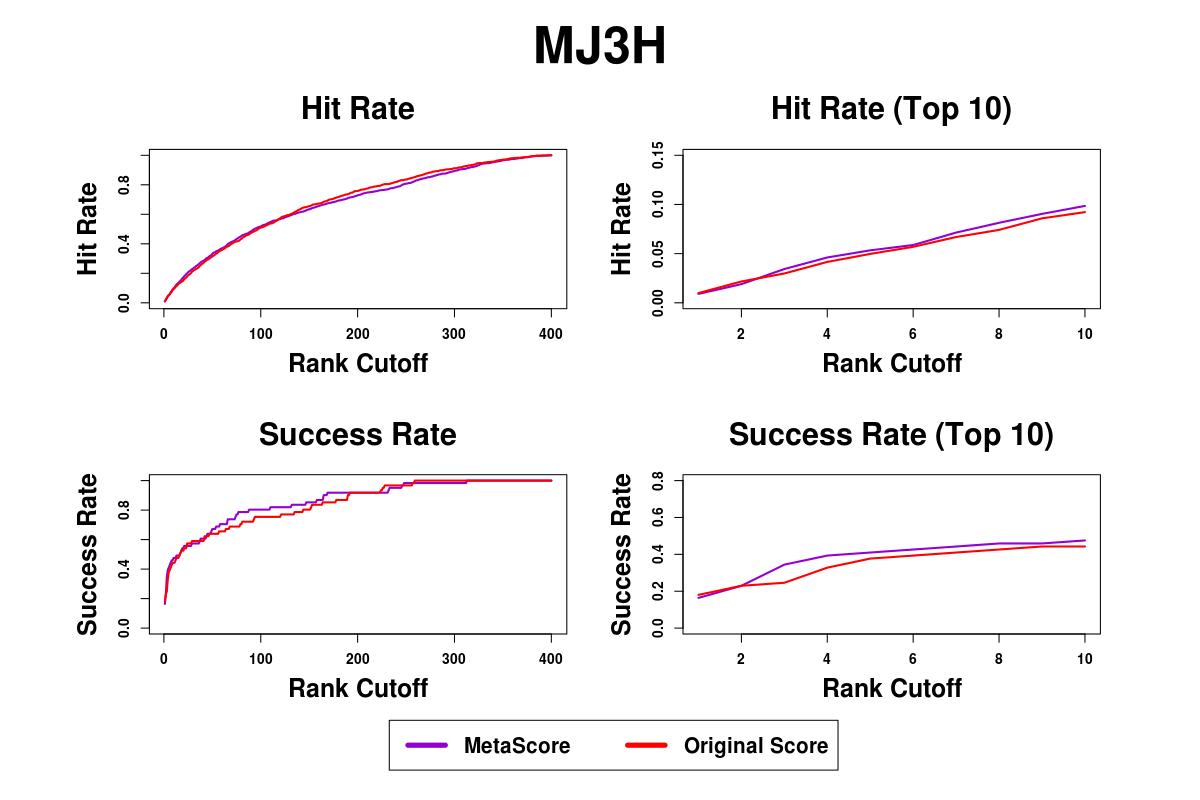 MJ3H
Hit Rate
Hit Rate
0.0 0.4 0.8
0 100 200 300 400
Rank Cutoff
Hit Rate (Top 10)
Hit Rate
0.00 0.05 0.10 0.15
2 4 6 8 10
Rank Cutoff
Success Rate
Success Rate
0.0 0.4 0.8
0 100 200 300 400
Rank Cutoff
Success Rate (Top 10)
Success Rate
0.0 0.2 0.4 0.6 0.8
2 4 6 8 10
Rank Cutoff
MetaScore Original Score